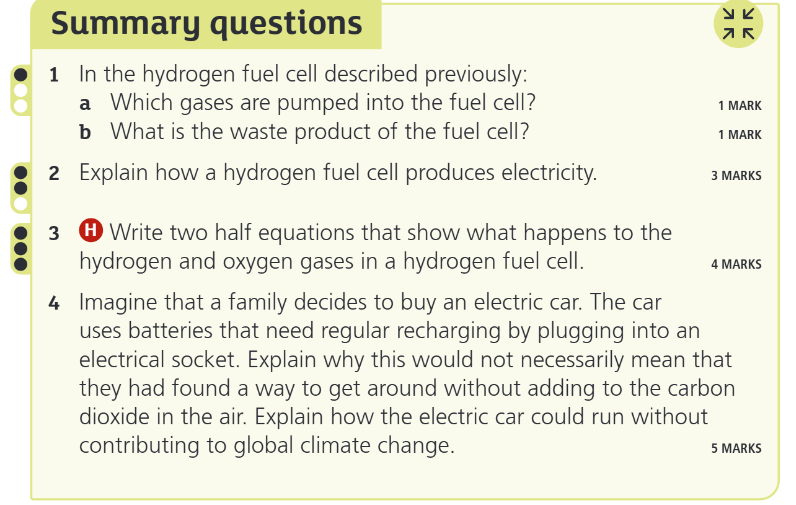 Summary questions
1 In the hydrogen fuel cell described previously:
a Which gases are pumped into the fuel cell? 1 MARK
b What is the waste product of the fuel cell? 1 MARK
2 Explain how a hydrogen fuel cell produces electricity. 3 MARKS
3 H Write two half equations that show what happens to the
hydrogen and oxygen gases in a hydrogen fuel cell. 4 MARKS
4 Imagine that a family decides to buy an electric car. The car
uses batteries that need regular recharging by plugging into an
electrical socket. Explain why this would not necessarily mean that
they had found a way to get around without adding to the carbon
dioxide in the air. Explain how the electric car could run without
contributing to global climate change. 5 MARKS